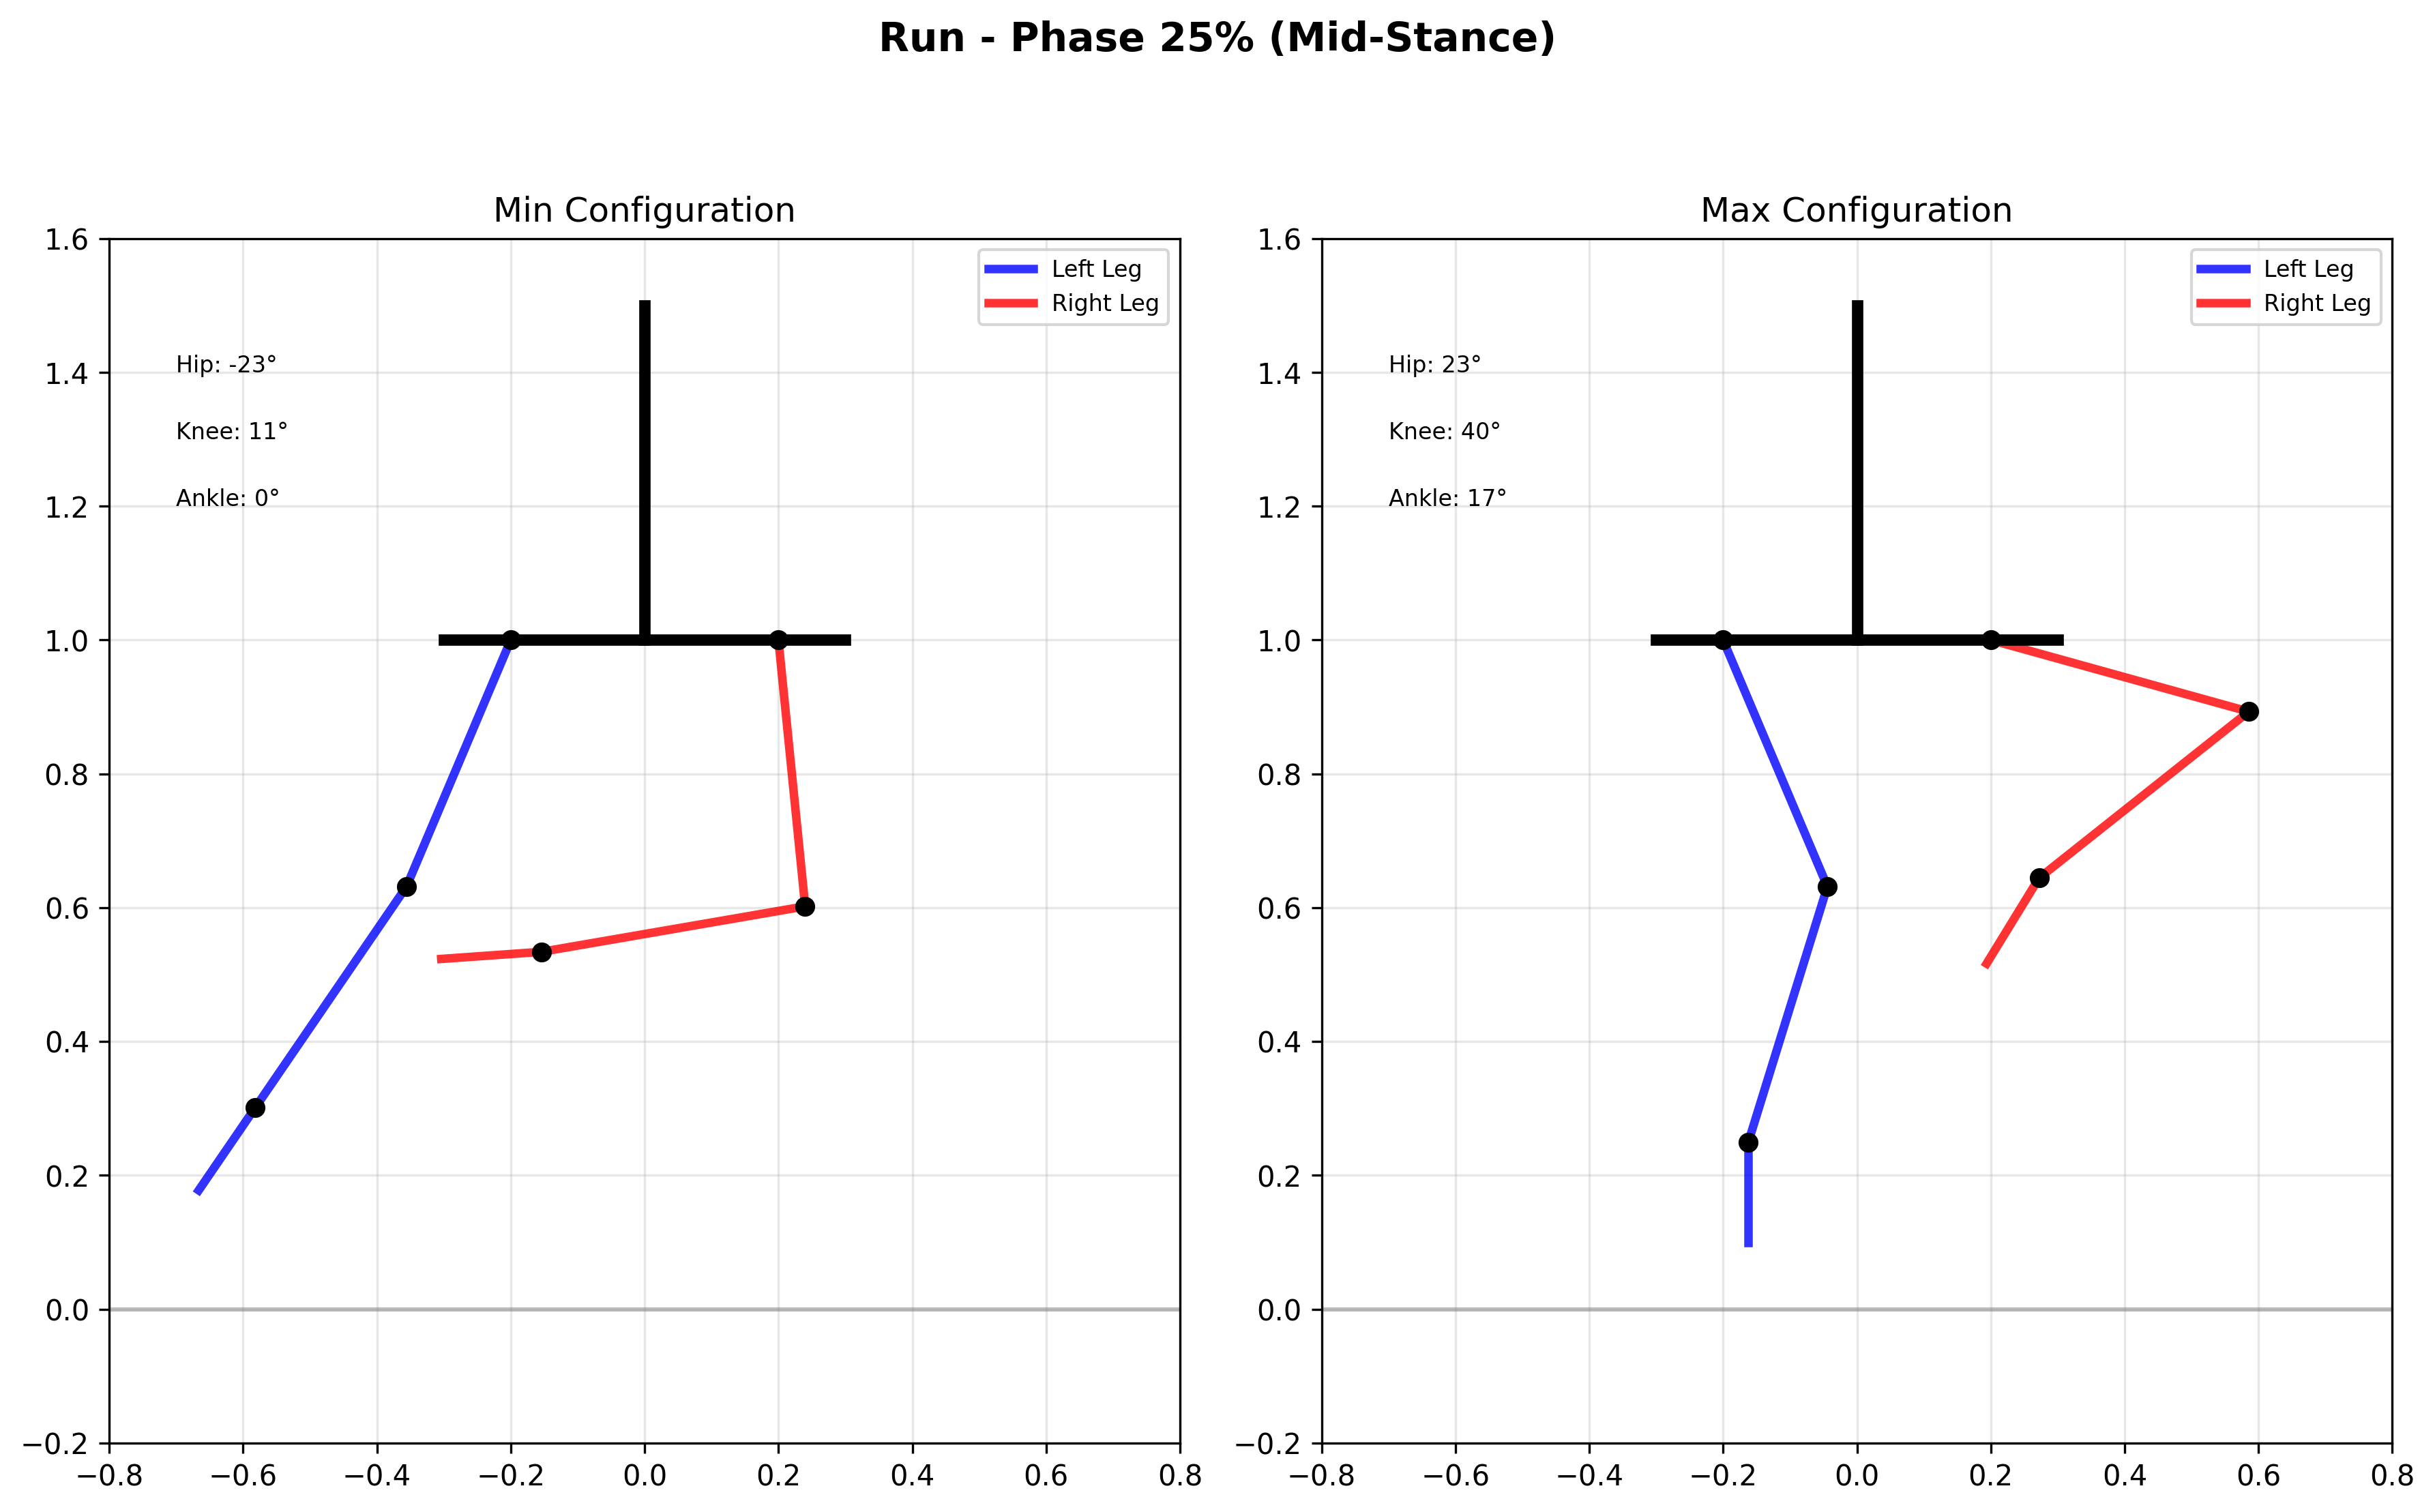 Run - Phase 25% (Mid-Stance)
Min Configuration
Left Leg
Right Leg
Hip: -23°
Knee: 11°
Ankle: 0°
1.6
1.4
1.2
1.0
0.8
0.6
0.4
0.2
0.0
−0.2
−0.8 −0.6 −0.4 −0.2 0.0 0.2 0.4 0.6 0.8
Max Configuration
Left Leg
Right Leg
Hip: 23°
Knee: 40°
Ankle: 17°
1.6
1.4
1.2
1.0
0.8
0.6
0.4
0.2
0.0
−0.2
−0.8 −0.6 −0.4 −0.2 0.0 0.2 0.4 0.6 0.8